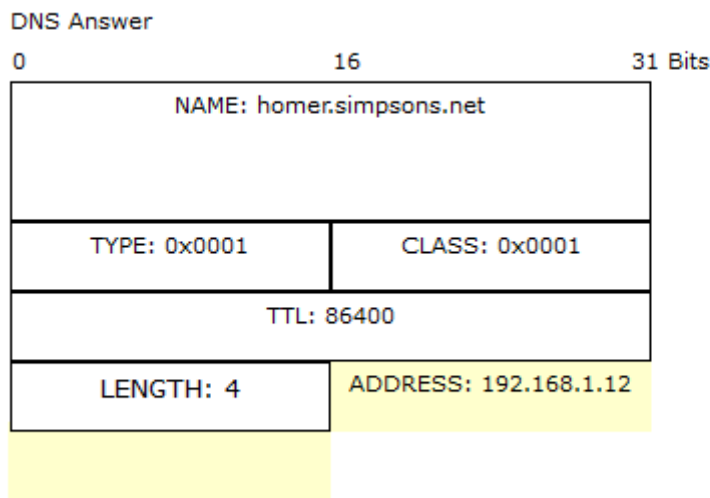 DNS Answer
0 16 31 Bits
NAME: homer.simpsons.net
TYPE: 0x0001 CLASS: 0x0001
TTL: 86400
LENGTH: 4 ADDRESS: 192.168.1.12